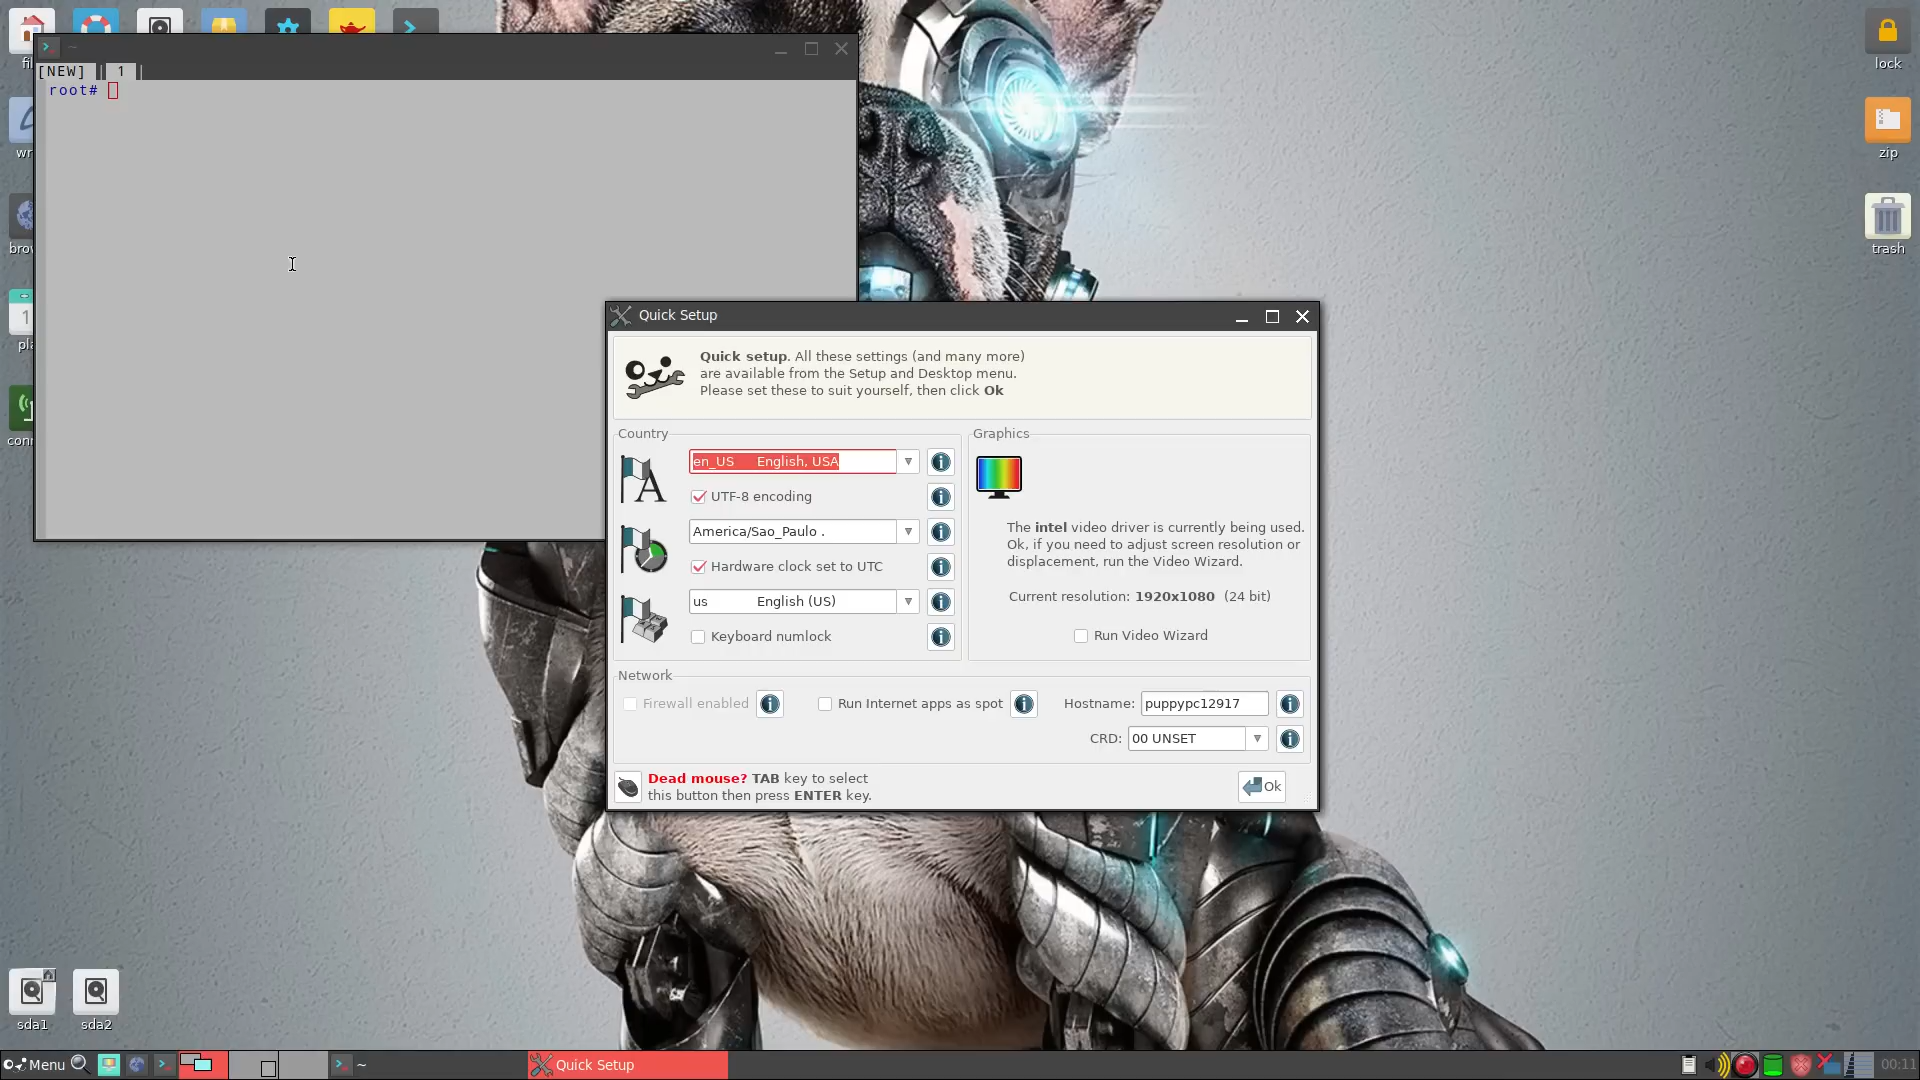 lock
zip
trash
~
[NEW] | 1 |
root#
Quick Setup
Quick setup. All these settings (and many more)
are available from the Setup and Desktop menu.
Please set these to suit yourself, then click Ok
Country
en_US English, USA
UTF-8 encoding
America/Sao_Paulo .
Hardware clock set to UTC
us English (US)
Keyboard numlock
Graphics
The intel video driver is currently being used.
Ok, if you need to adjust screen resolution or
displacement, run the Video Wizard.
Current resolution: 1920x1080 (24 bit)
Run Video Wizard
Network
Firewall enabled
Run Internet apps as spot
Hostname: puppypc12917
CRD: 00 UNSET
Dead mouse? TAB key to select
this button then press ENTER key.
Ok
sda1
sda2
Menu
~
Quick Setup
00:11